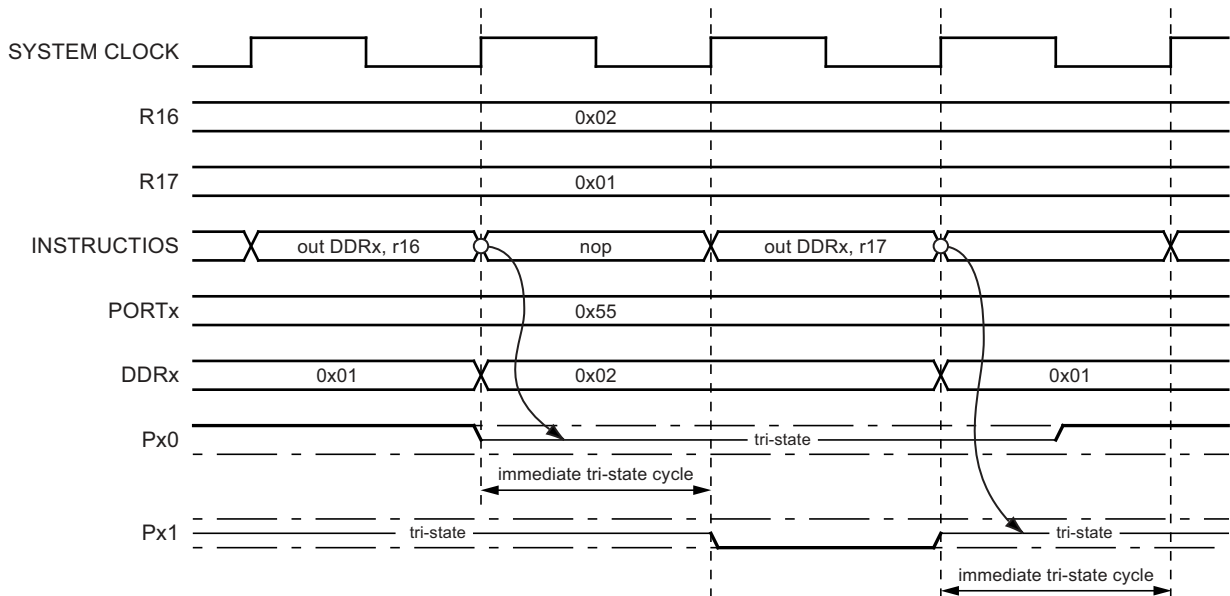 SYSTEM CLOCK
R16
0x02
R17
0x01
INSTRUCTIOS
out DDRx, r16
nop
out DDRx, r17
PORTx
0x55
DDRx
0x01
0x02
0x01
Px0
tri-state
immediate tri-state cycle
Px1
tri-state
tri-state
immediate tri-state cycle